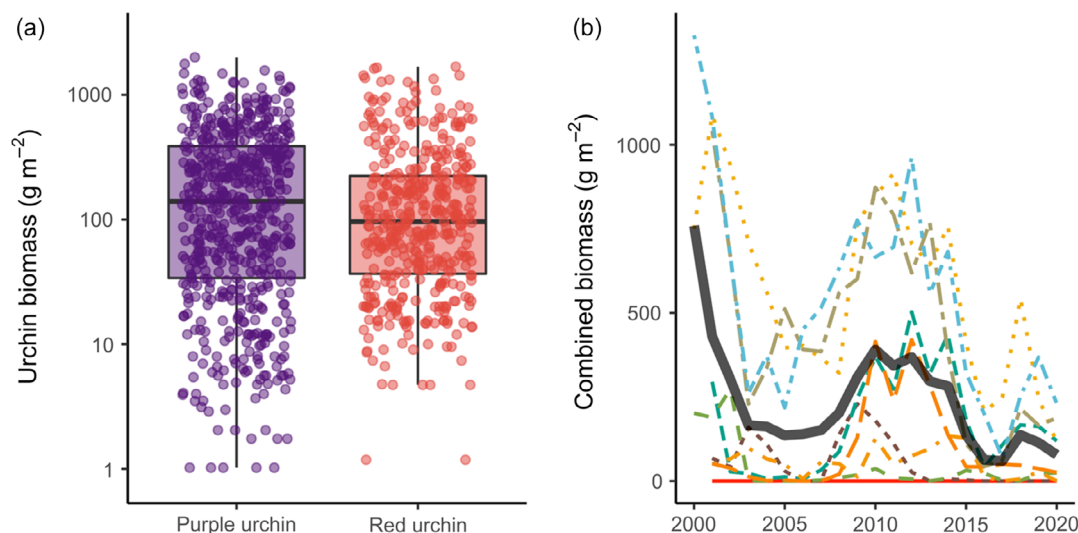 (a)
Urchin biomass (g m⁻²)
1000
100
10
1
Purple urchin
Red urchin
(b)
Combined biomass (g m⁻²)
1000
500
0
2000
2005
2010
2015
2020